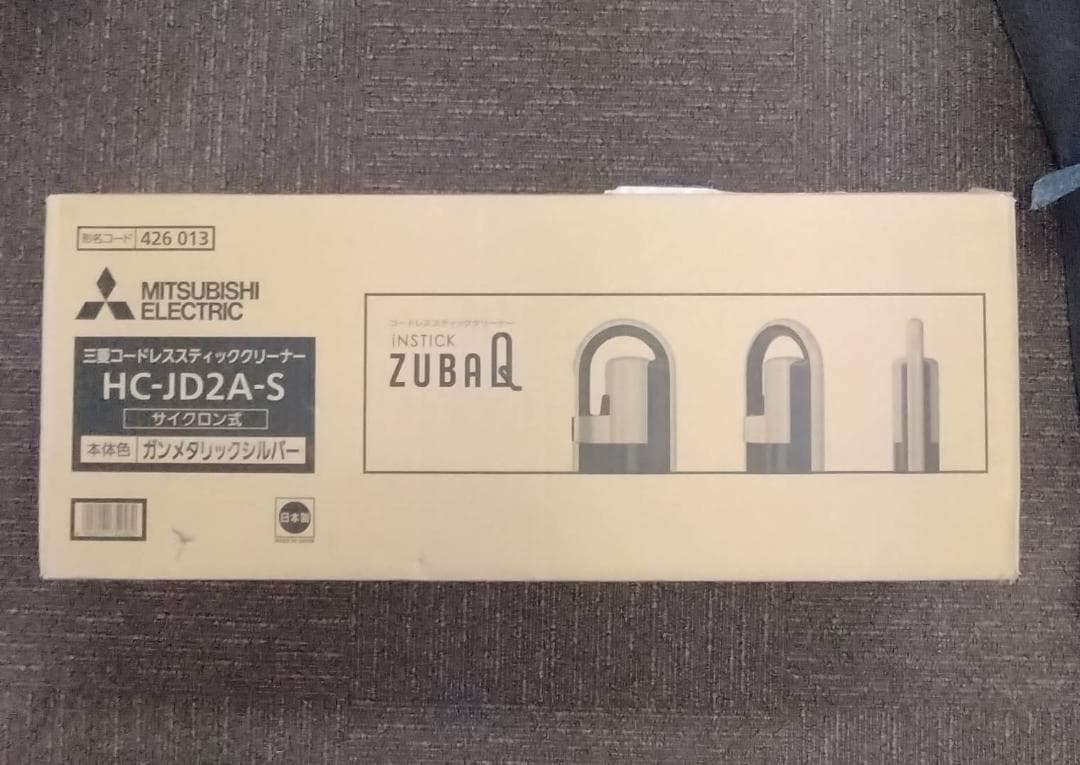 形名コード 426 013
MITSUBISHI
ELECTRIC
三菱コードレススティッククリーナー
HC-JD2A-S
サイクロン式
本体色 ガンメタリックシルバー
日本製
コードレススティッククリーナー
iNSTICK
ZUBAQ